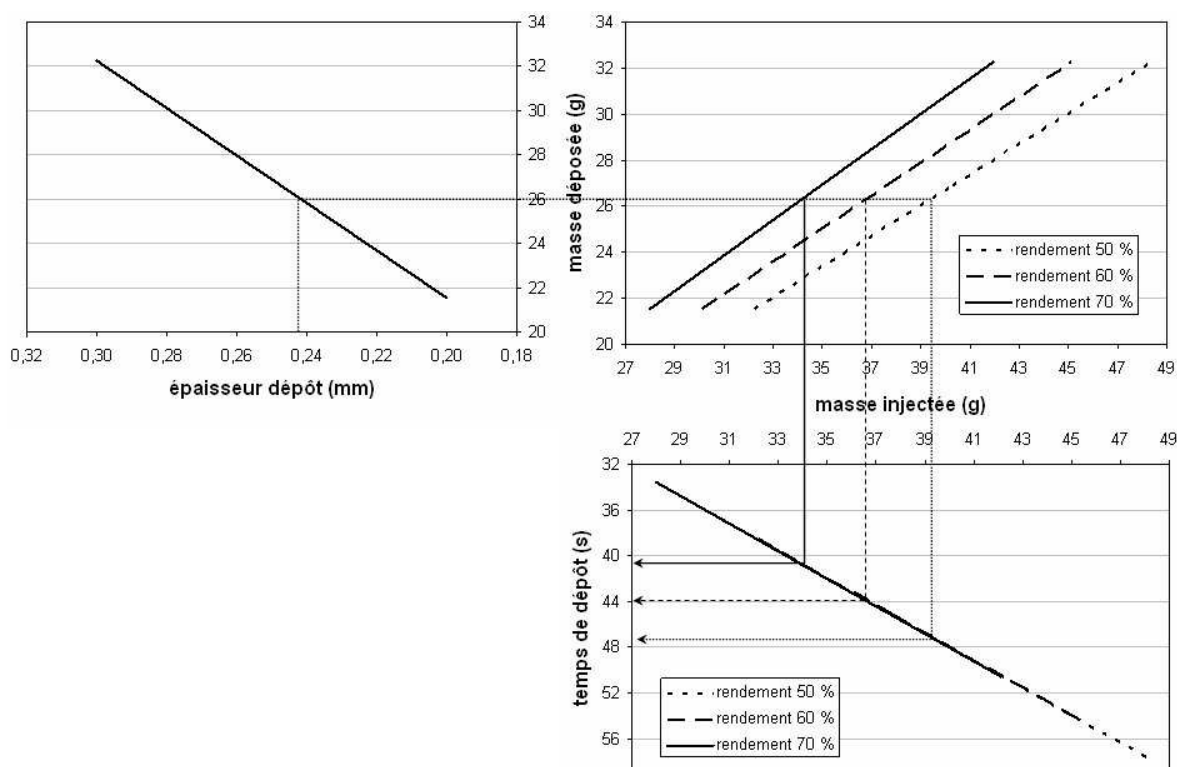 34
32
30
28
26
24
22
20
0,32 0,30 0,28 0,26 0,24 0,22 0,20 0,18
épaisseur dépôt (mm)
masse déposée (g)
34
32
30
28
26
24
22
20
rendement 50 %
rendement 60 %
rendement 70 %
27 29 31 33 35 37 39 41 43 45 47 49
masse injectée (g)
27 29 31 33 35 37 39 41 43 45 47 49
temps de dépôt (s)
32
36
40
44
48
52
56
rendement 50 %
rendement 60 %
rendement 70 %